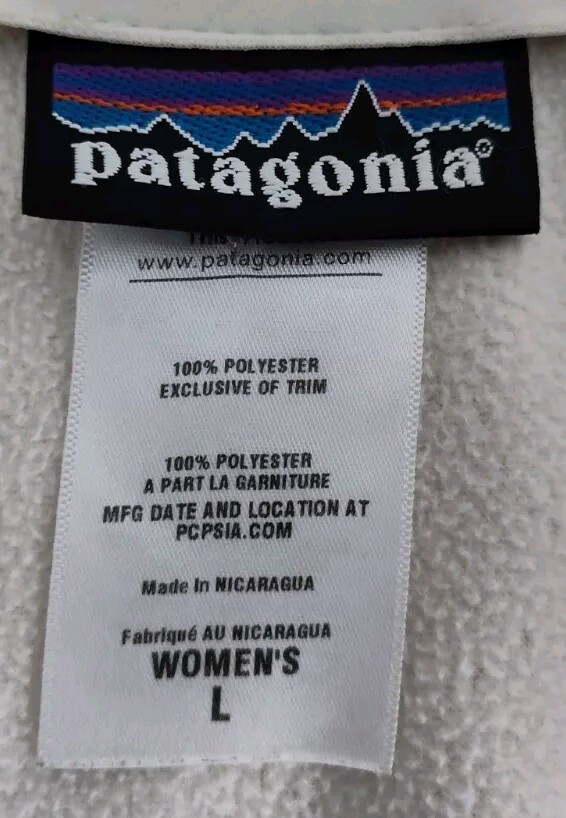 patagonia®
www.patagonia.com
100% POLYESTER
EXCLUSIVE OF TRIM
100% POLYESTER
A PART LA GARNITURE
MFG DATE AND LOCATION AT
PCPSIA.COM
Made In NICARAGUA
Fabriqué AU NICARAGUA
WOMEN'S
L